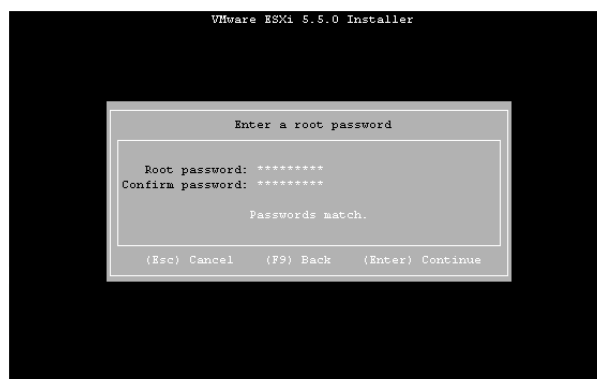 VMware ESXi 5.5.0 Installer
Enter a root password
Root password: *********
Confirm password: *********
Passwords match.
(Esc) Cancel (F9) Back (Enter) Continue